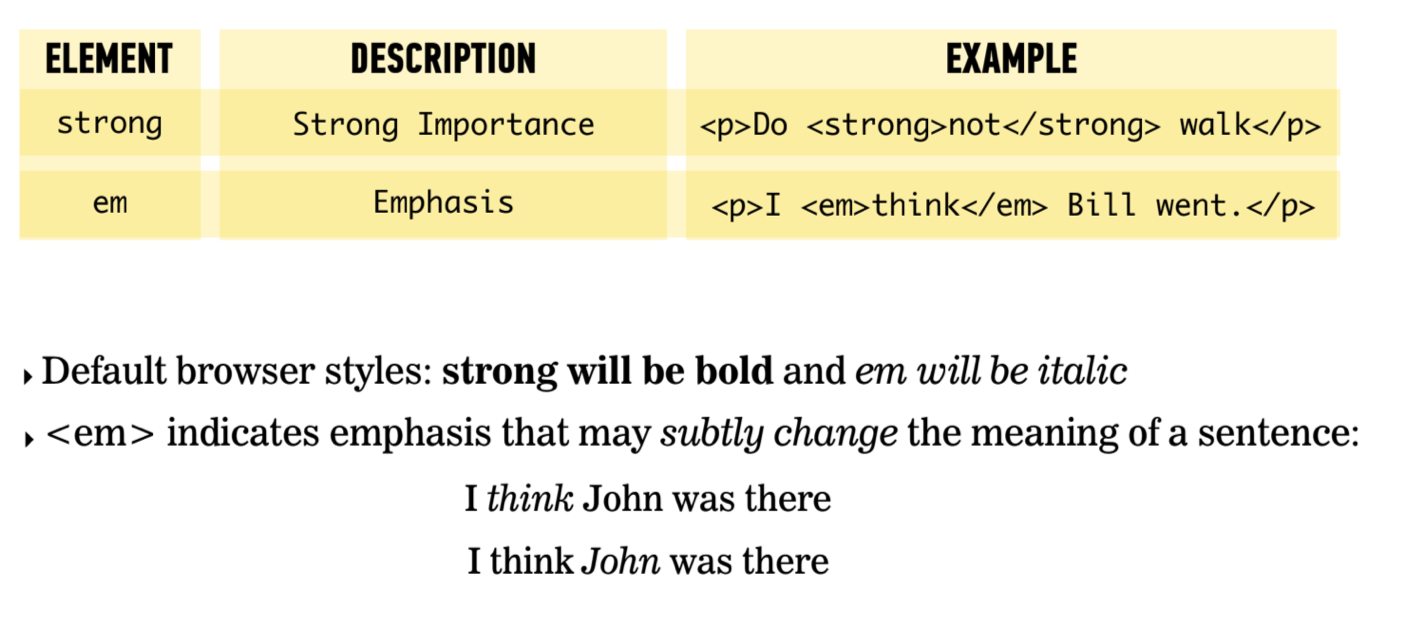 ELEMENT DESCRIPTION EXAMPLE
strong Strong Importance <p>Do <strong>not</strong> walk</p>
em Emphasis <p>I <em>think</em> Bill went.</p>
‣ Default browser styles: strong will be bold and em will be italic
‣ <em> indicates emphasis that may subtly change the meaning of a sentence:
I think John was there
I think John was there